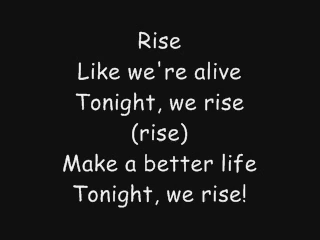 Rise
Like we're alive
Tonight, we rise
(rise)
Make a better life
Tonight, we rise!